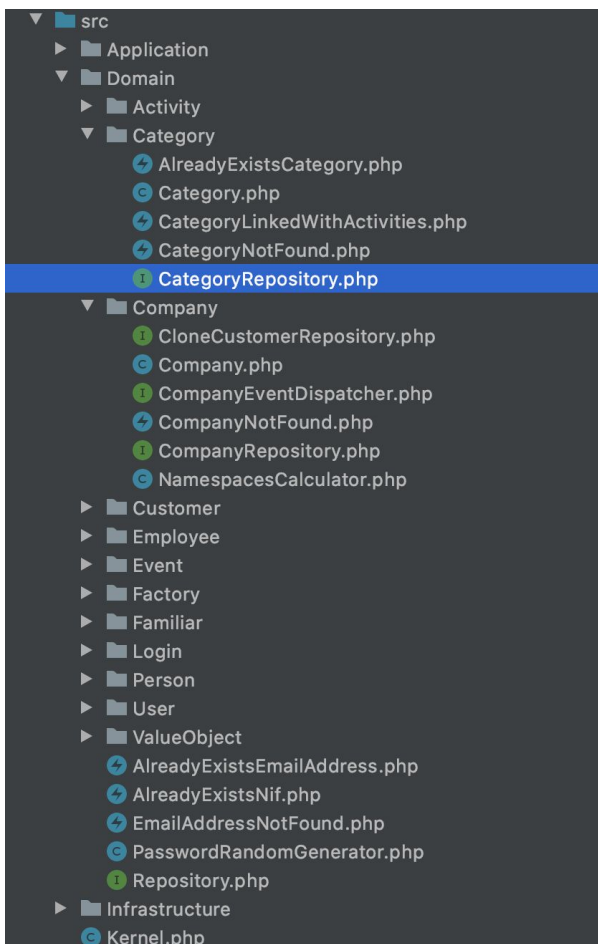 src
Application
Domain
Activity
Category
AlreadyExistsCategory.php
Category.php
CategoryLinkedWithActivities.php
CategoryNotFound.php
CategoryRepository.php
Company
CloneCustomerRepository.php
Company.php
CompanyEventDispatcher.php
CompanyNotFound.php
CompanyRepository.php
NamespacesCalculator.php
Customer
Employee
Event
Factory
Familiar
Login
Person
User
ValueObject
AlreadyExistsEmailAddress.php
AlreadyExistsNif.php
EmailAddressNotFound.php
PasswordRandomGenerator.php
Repository.php
Infrastructure
Kernel.php